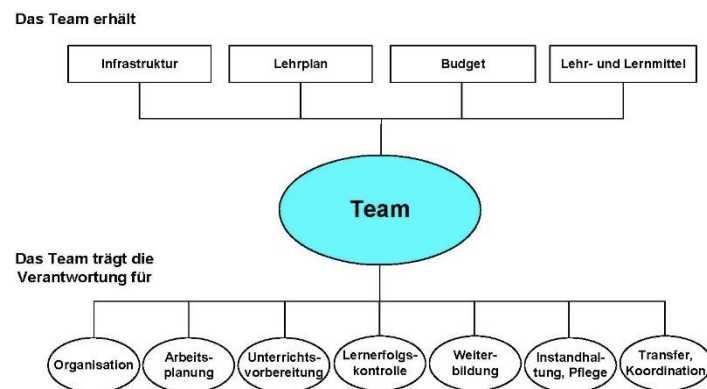 Das Team erhält
Infrastruktur
Lehrplan
Budget
Lehr- und Lernmittel
Team
Das Team trägt die
Verantwortung für
Organisation
Arbeits-
planung
Unterrichts-
vorbereitung
Lernerfolgs-
kontrolle
Weiter-
bildung
Instandhal-
tung, Pflege
Transfer,
Koordination